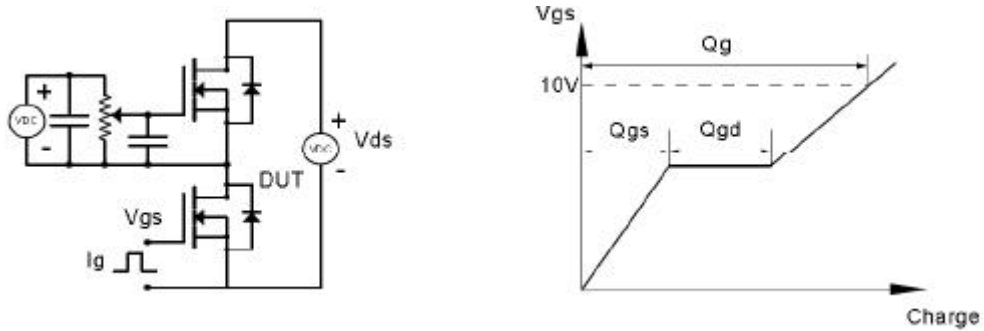 +
VDC
-
Vgs
Ig
DUT
+
VDC
-
Vds
Vgs
Qg
10V
Qgs
Qgd
Charge